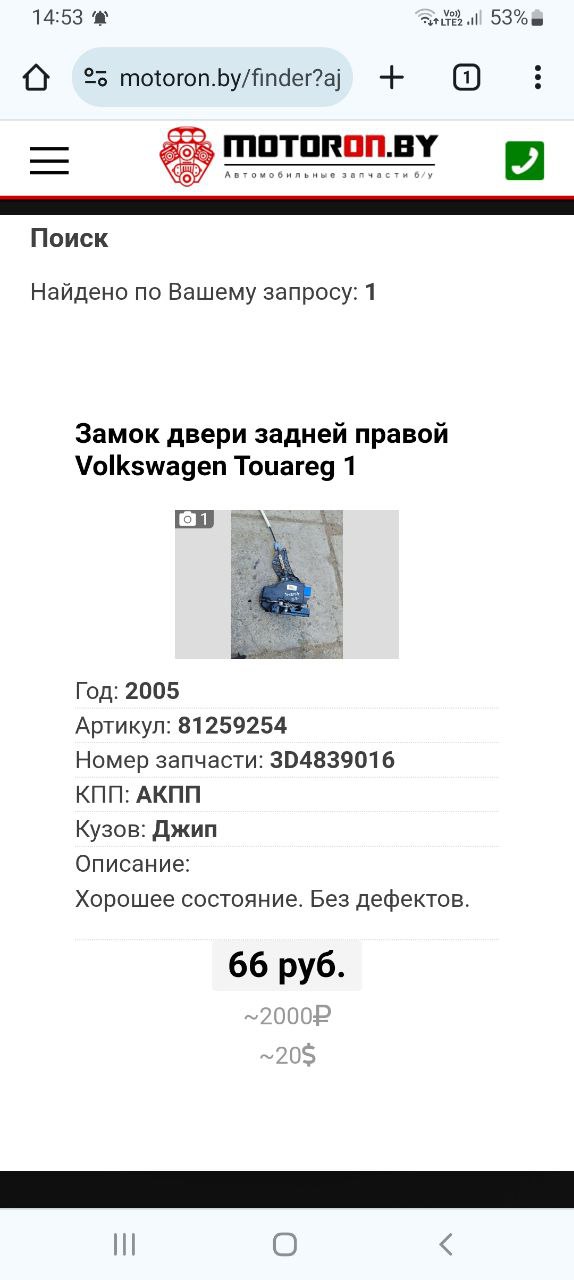 14:53
Vo)) LTE2 53%
motoron.by/finder?aj
1
MOTORON.BY
Автомобильные запчасти б/у
Поиск
Найдено по Вашему запросу: 1
Замок двери задней правой
Volkswagen Touareg 1
1
Год: 2005
Артикул: 81259254
Номер запчасти: 3D4839016
КПП: АКПП
Кузов: Джип
Описание:
Хорошее состояние. Без дефектов.
66 руб.
~2000₽
~20$